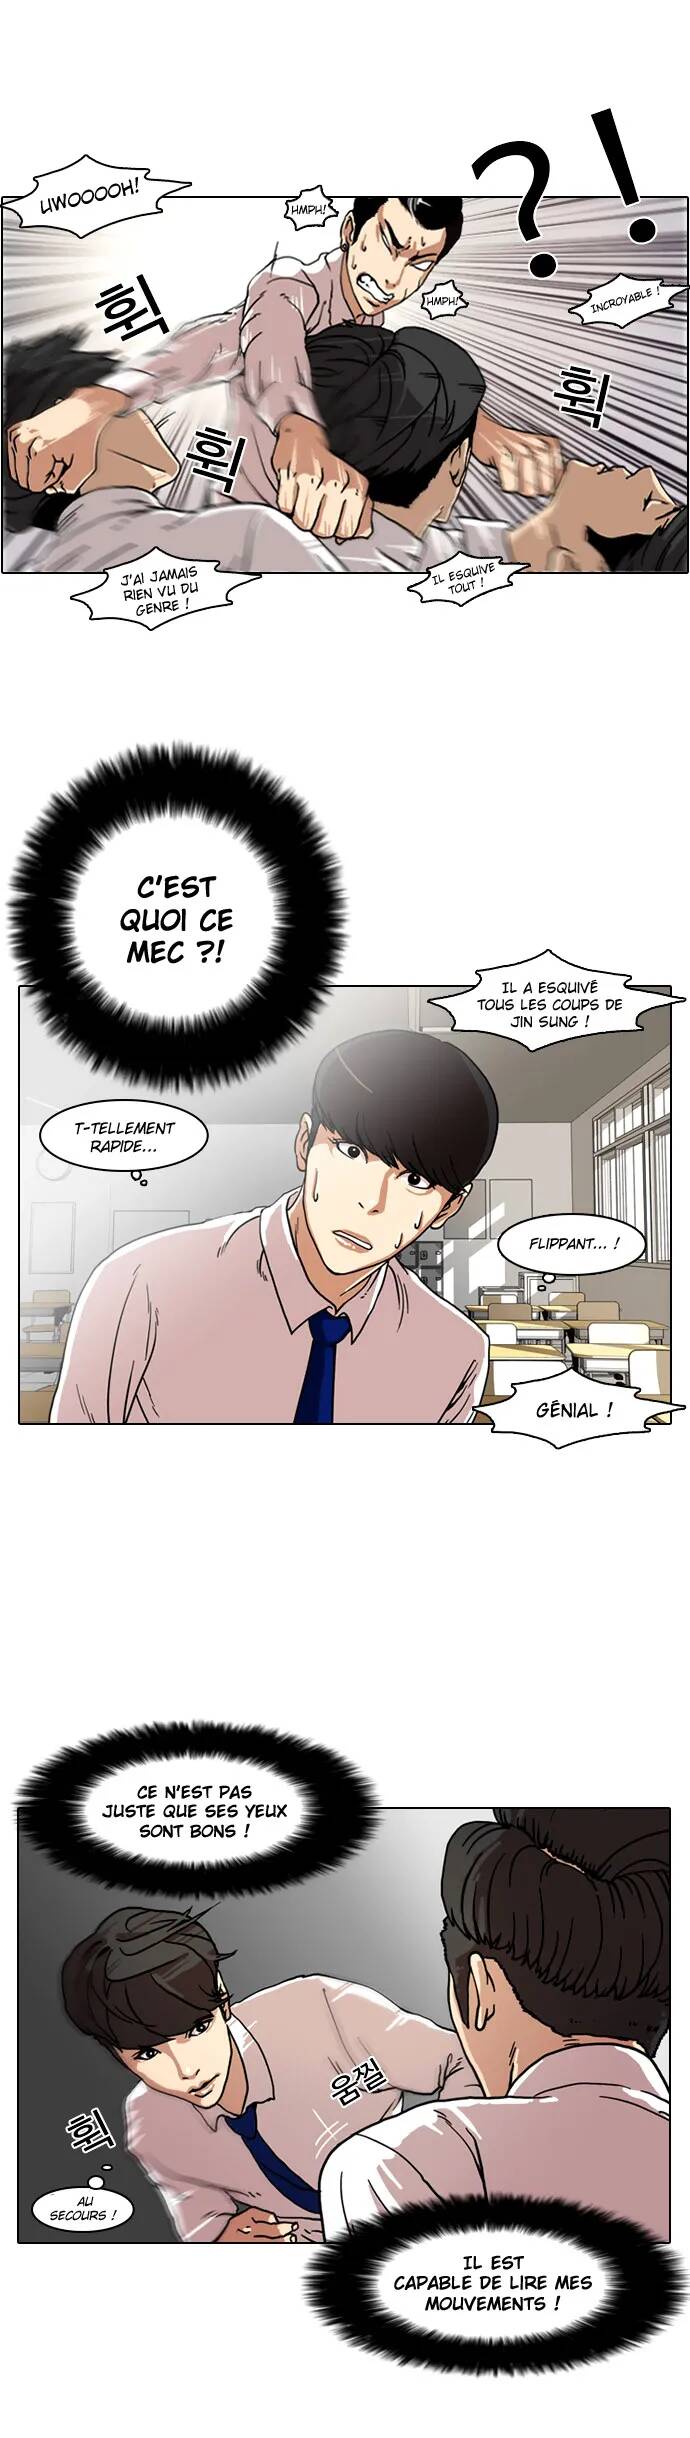 ?!
UWOOOOH!
HMPH!
HMPH!
INCROYABLE !
휙
휙
휙
J'AI JAMAIS
RIEN VU DU
GENRE !
IL ESQUIVE
TOUT !
C'EST
QUOI CE
MEC ?!
IL A ESQUIVÉ
TOUS LES COUPS DE
JIN SUNG !
T-TELLEMENT
RAPIDE...
FLIPPANT... !
GÉNIAL !
CE N'EST PAS
JUSTE QUE SES YEUX
SONT BONS !
움찔
휙
AU
SECOURS !
IL EST
CAPABLE DE LIRE MES
MOUVEMENTS !